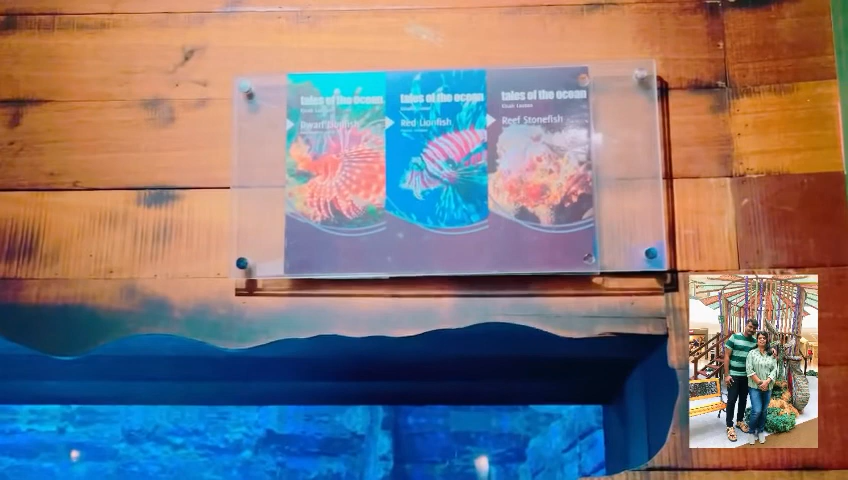 tales of the ocean
Dwarf Lionfish
tales of the ocean
Red Lionfish
tales of the ocean
Reef Stonefish